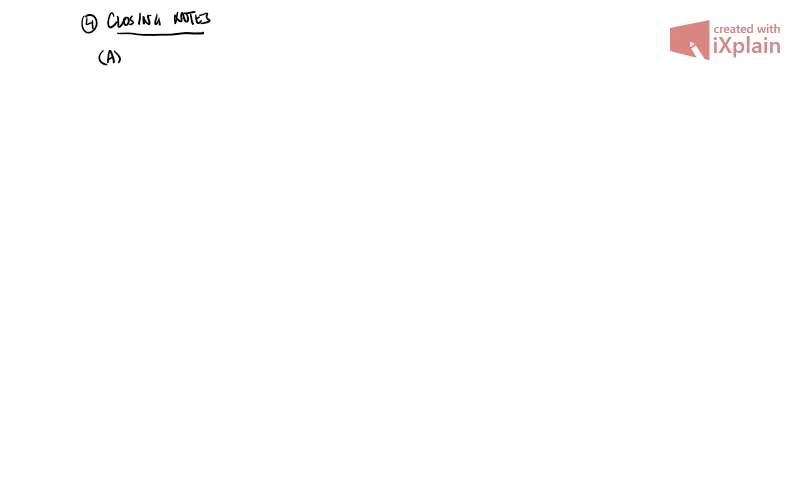 ④ CLOSING NOTES
(A)
created with
iXplain